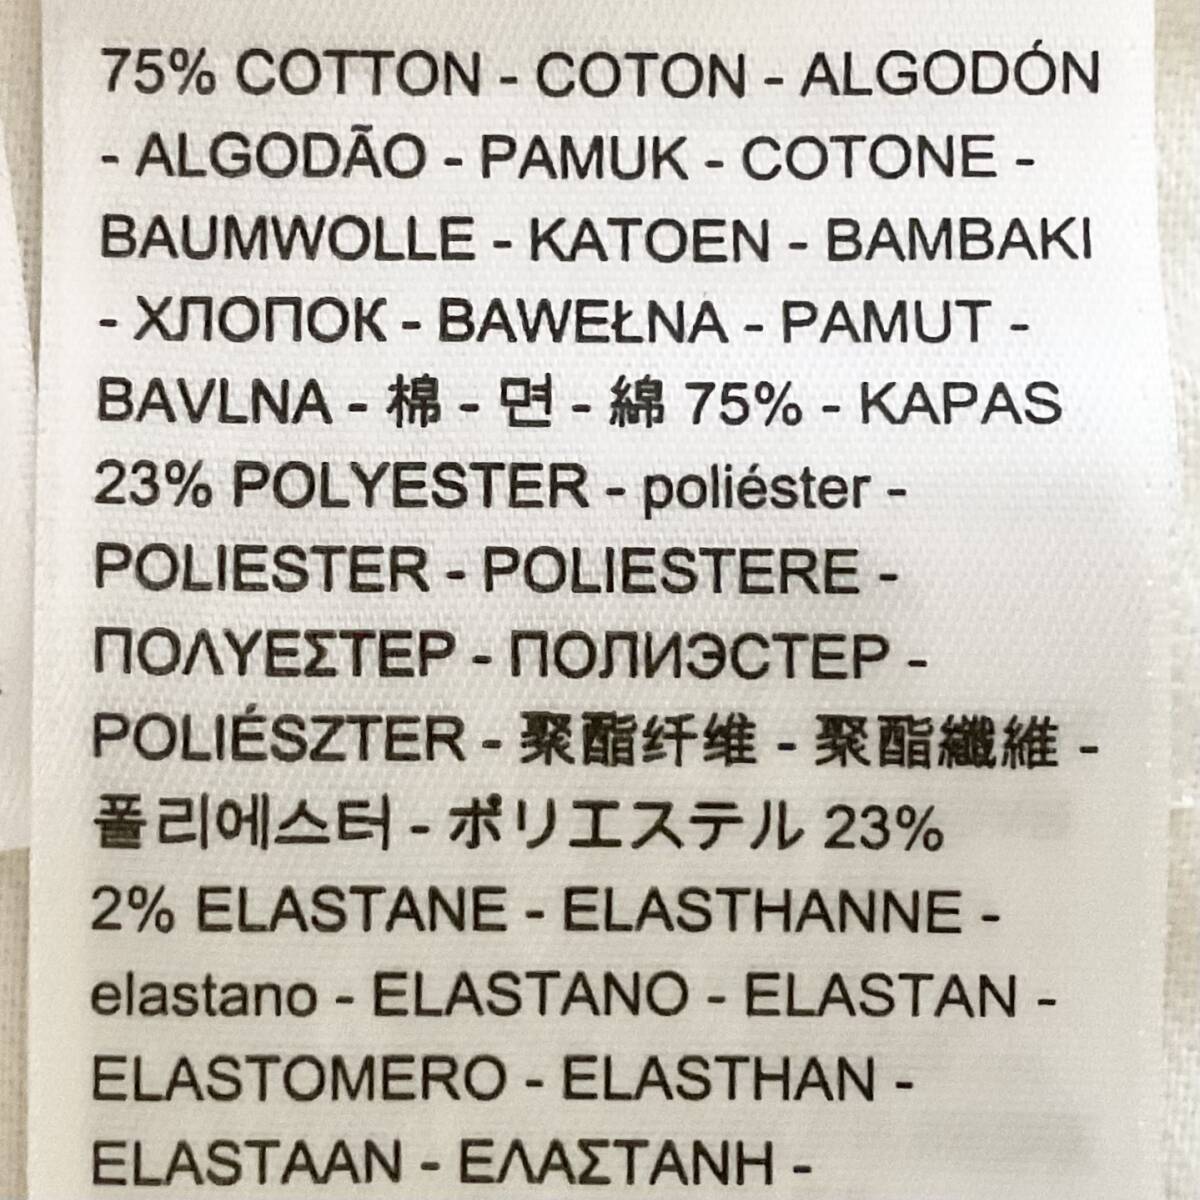 75% COTTON - COTON - ALGODÓN
- ALGODÃO - PAMUK - COTONE -
BAUMWOLLE - KATOEN - BAMBAKI
- ХЛОПОК - BAWEŁNA - PAMUT -
BAVLNA - 棉 - 면 - 綿 75% - KAPAS
23% POLYESTER - poliéster -
POLIESTER - POLIESTERE -
ΠΟΛΥΕΣΤΕΡ - ПОЛИЭСТЕР -
POLIÉSZTER - 聚酯纤维 - 聚酯纖維 -
폴리에스터 - ポリエステル 23%
2% ELASTANE - ELASTHANNE -
elastano - ELASTANO - ELASTAN -
ELASTOMERO - ELASTHAN -
ELASTAAN - ΕΛΑΣΤΑΝΗ -